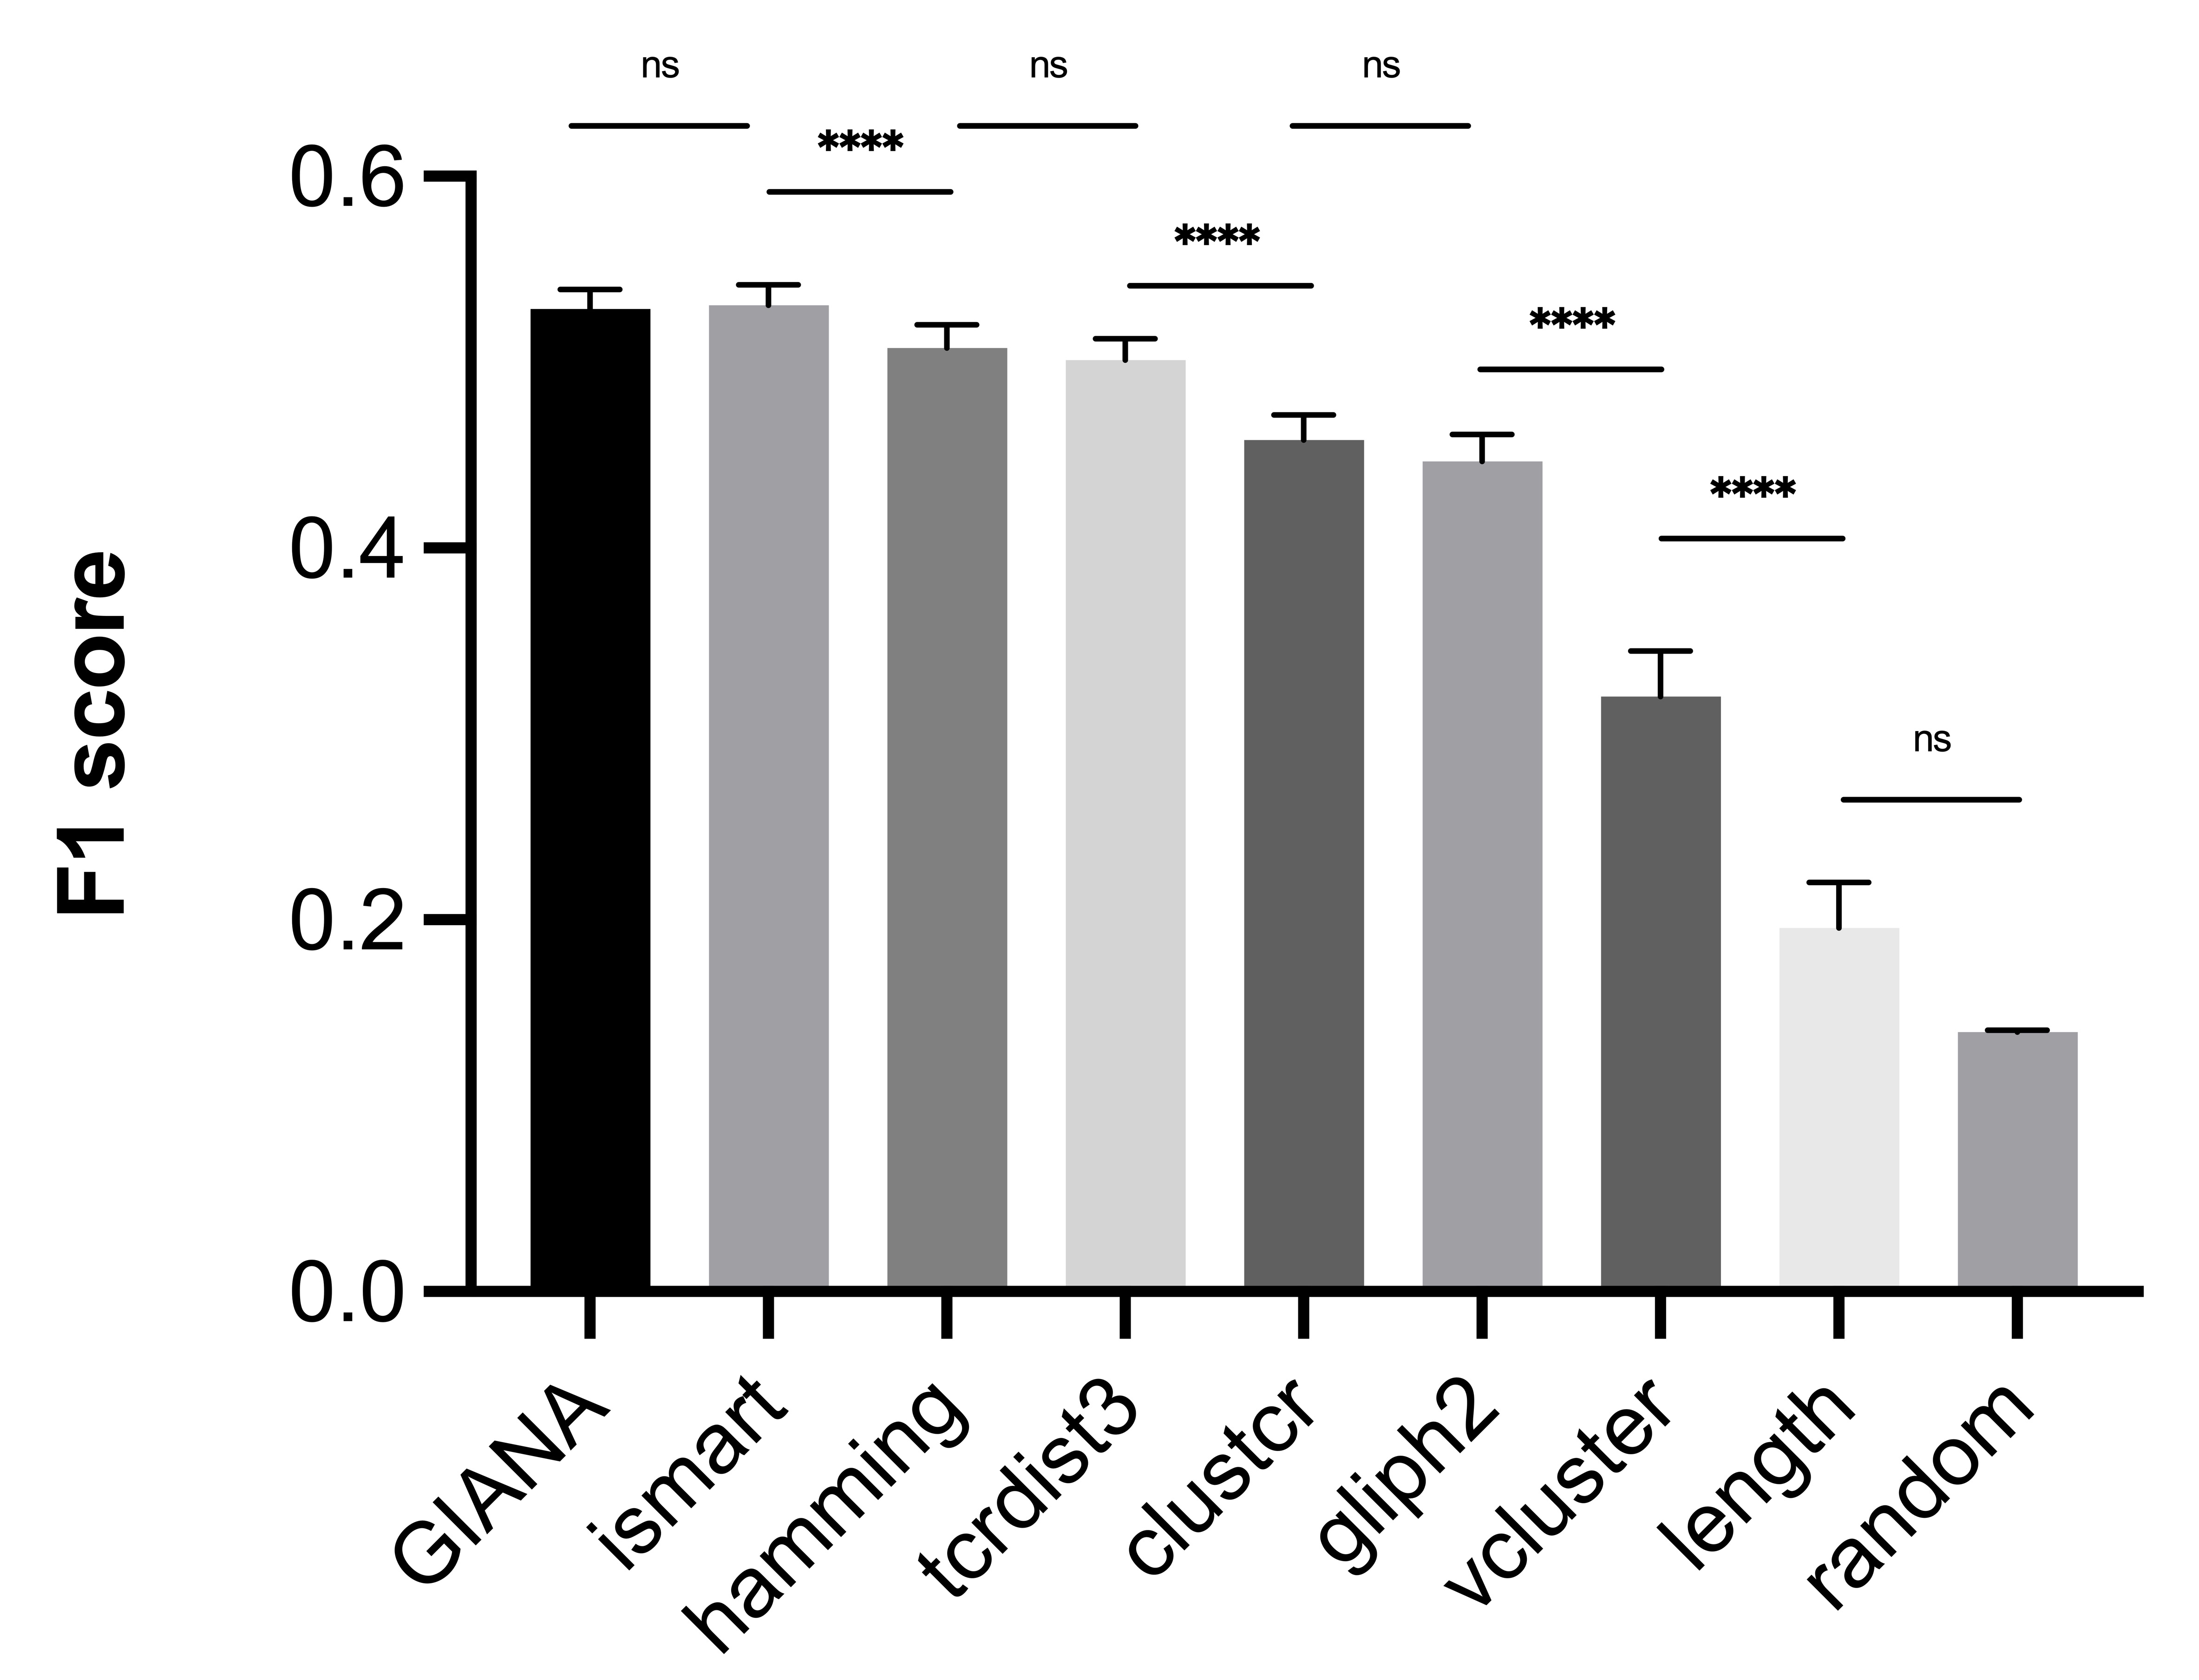 ns
ns
ns
****
****
****
****
ns
0.6
0.4
0.2
0.0
F1 score
GIANA
ismart
hamming
tcrdist3
clustcr
gliph2
vcluster
length
random